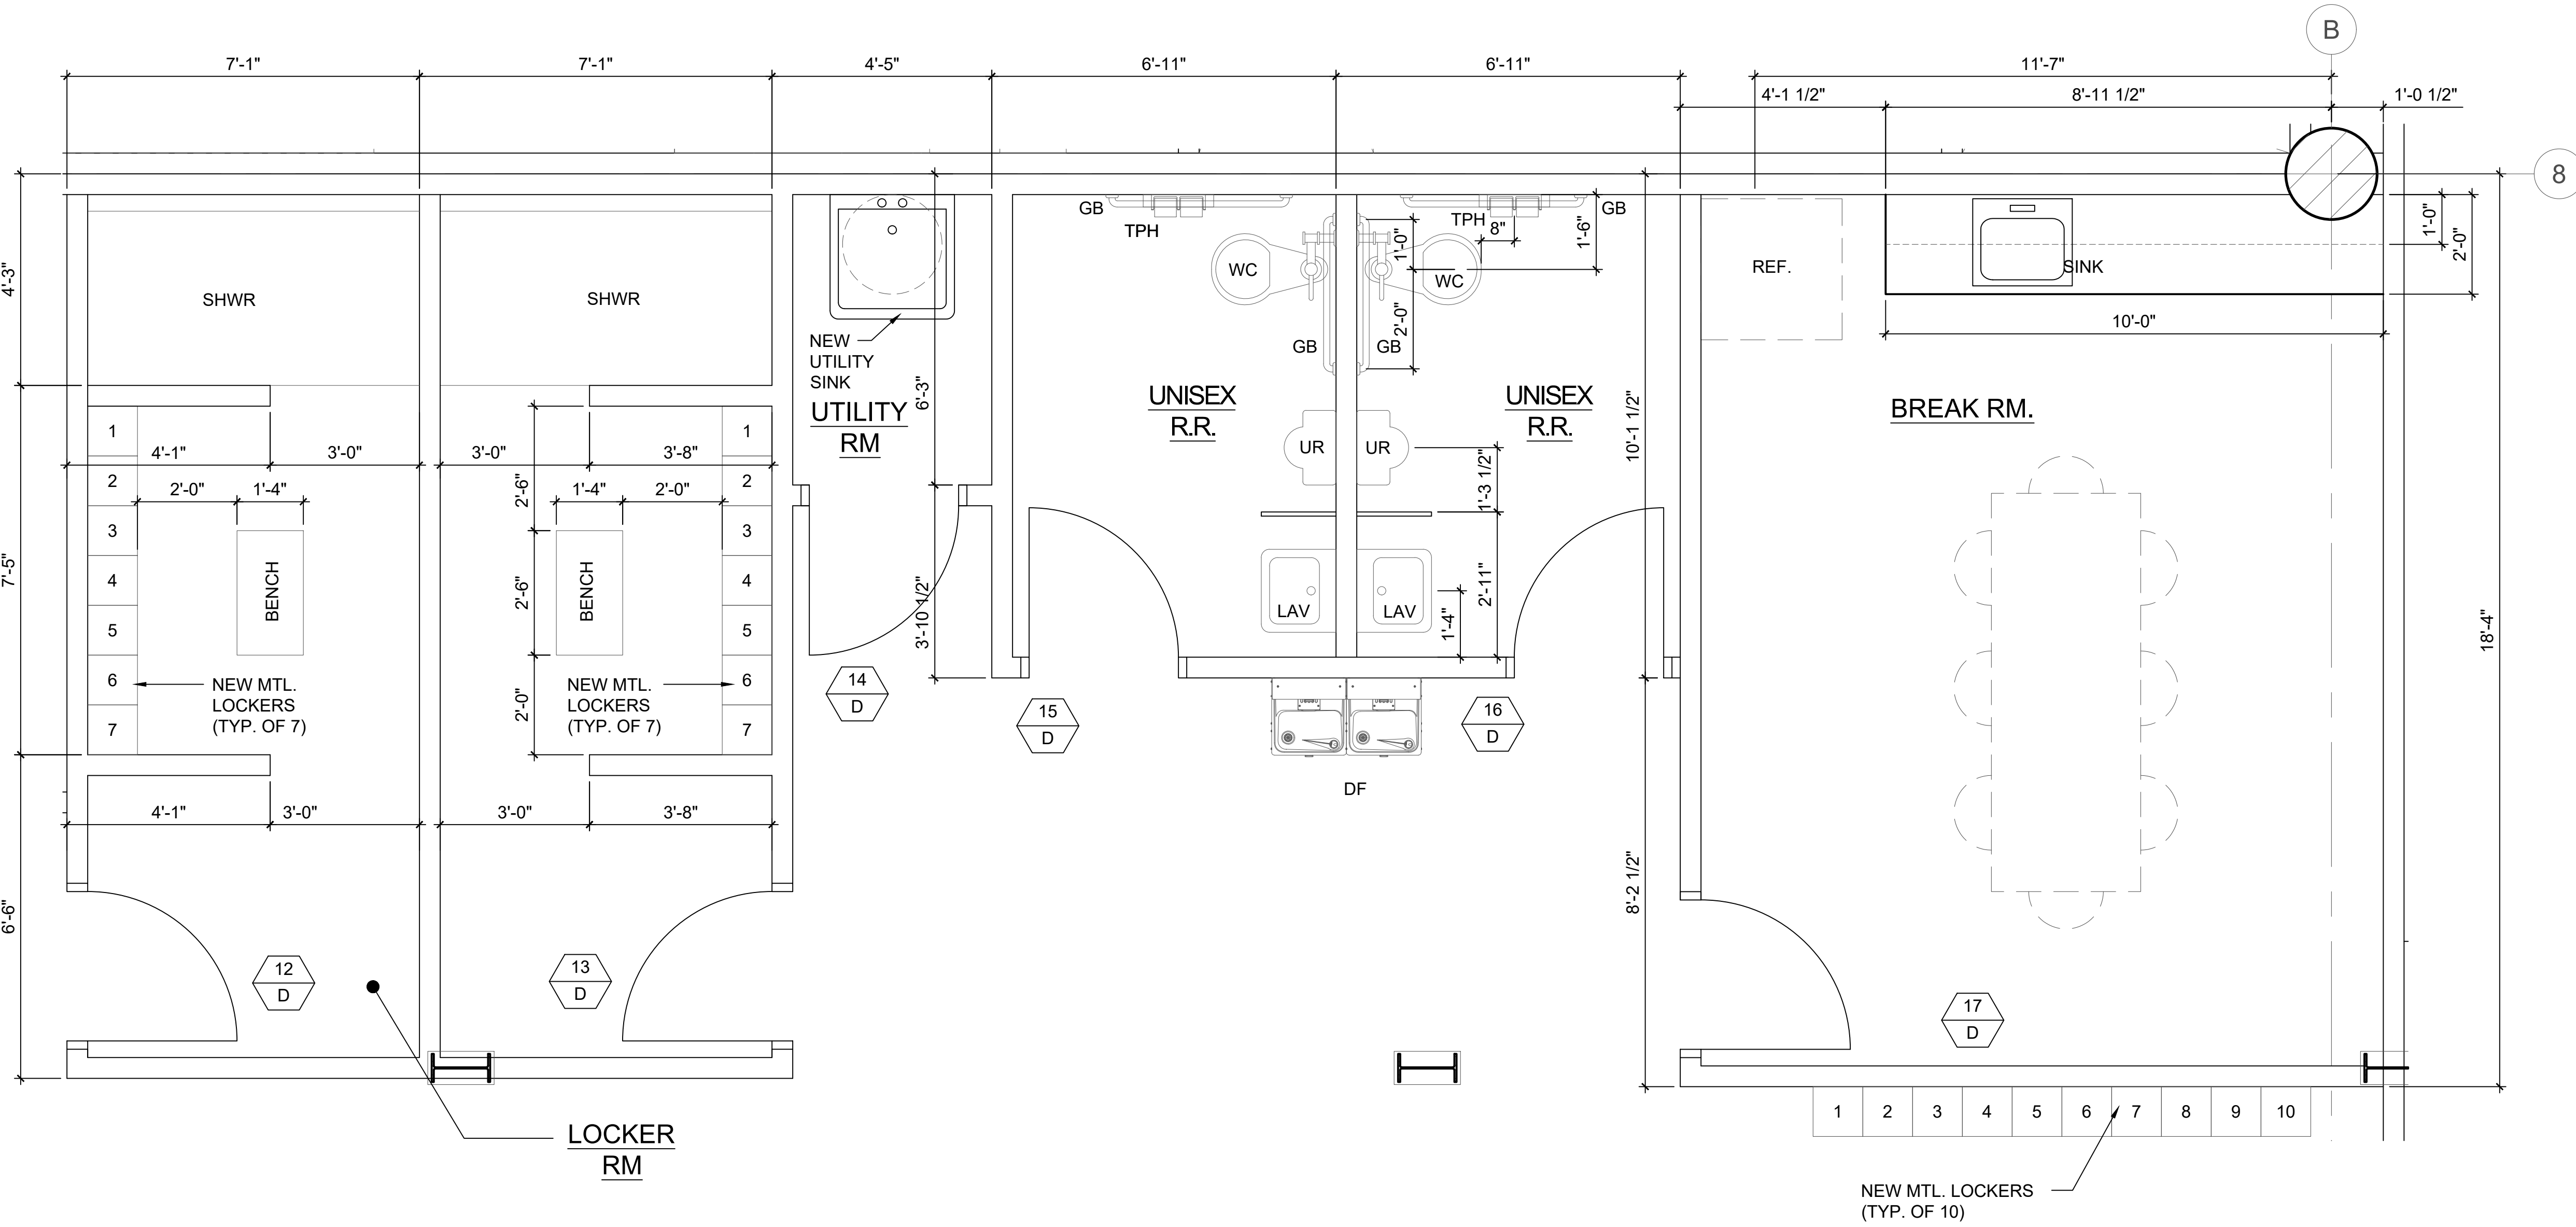 B
7'-1"
7'-1"
4'-5"
6'-11"
6'-11"
11'-7"
4'-1 1/2"
8'-11 1/2"
1'-0 1/2"
8
4'-3"
7'-5"
6'-6"
SHWR
SHWR
NEW
UTILITY
SINK
UTILITY
RM
6'-3"
3'-10 1/2"
GB
TPH
WC
GB
TPH
GB
8"
1'-0"
1'-6"
WC
2'-0"
GB
UNISEX
R.R.
UNISEX
R.R.
10'-1 1/2"
UR
UR
1'-3 1/2"
2'-11"
LAV
LAV
1'-4"
REF.
SINK
1'-0"
2'-0"
10'-0"
BREAK RM.
18'-4"
8'-2 1/2"
1
2
3
4
5
6
7
4'-1"
3'-0"
3'-0"
3'-8"
2'-0"
1'-4"
2'-6"
1'-4"
2'-0"
BENCH
2'-6"
BENCH
2'-0"
1
2
3
4
5
6
7
NEW MTL.
LOCKERS
(TYP. OF 7)
NEW MTL.
LOCKERS
(TYP. OF 7)
14
D
15
D
16
D
DF
4'-1"
3'-0"
3'-0"
3'-8"
12
D
13
D
17
D
LOCKER
RM
1 2 3 4 5 6 7 8 9 10
NEW MTL. LOCKERS
(TYP. OF 10)